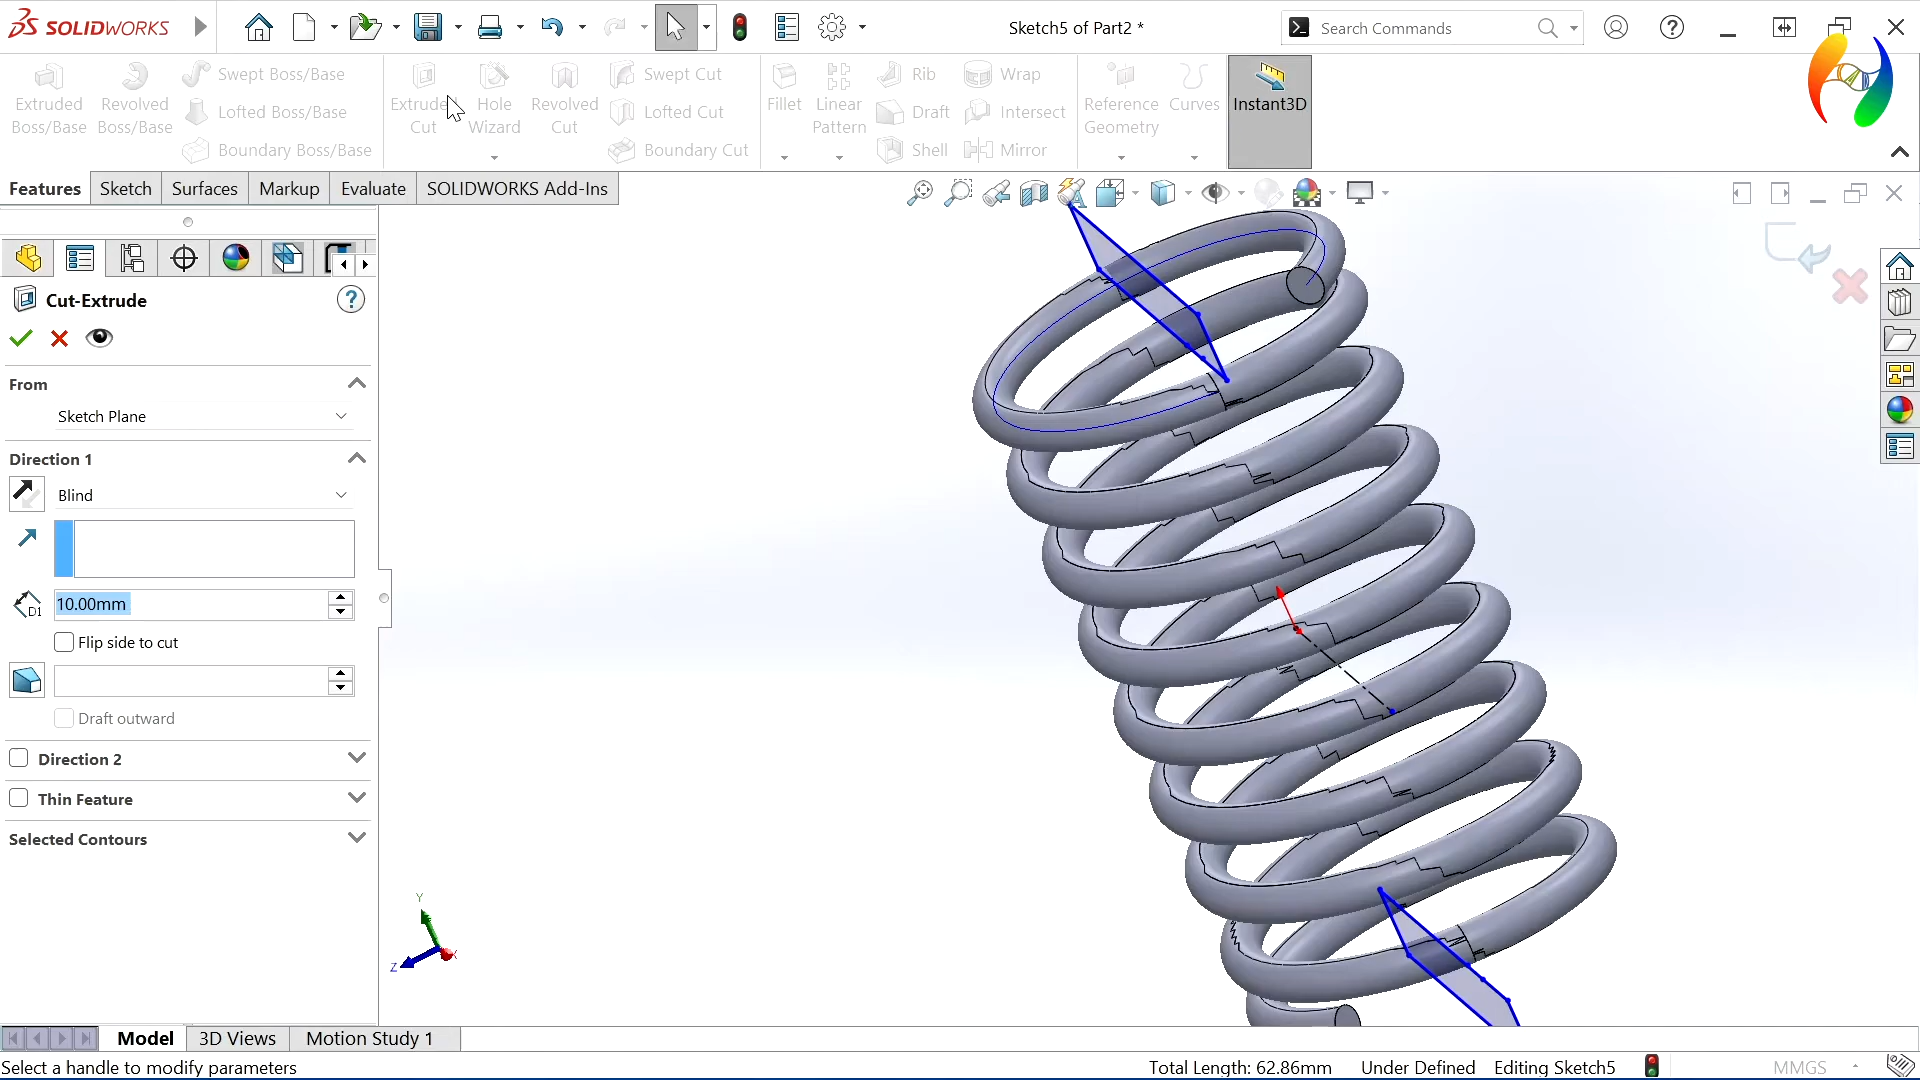 SOLIDWORKS
Sketch5 of Part2 *
Search Commands
Extruded Boss/Base
Revolved Boss/Base
Swept Boss/Base
Lofted Boss/Base
Boundary Boss/Base
Extruded Cut
Hole Wizard
Revolved Cut
Swept Cut
Lofted Cut
Boundary Cut
Fillet
Linear Pattern
Rib
Draft
Shell
Wrap
Intersect
Mirror
Reference Geometry
Curves
Instant3D
Features
Sketch
Surfaces
Markup
Evaluate
SOLIDWORKS Add-Ins
Cut-Extrude
From
Sketch Plane
Direction 1
Blind
D1
10.00mm
Flip side to cut
Draft outward
Direction 2
Thin Feature
Selected Contours
Y
Z
X
Model
3D Views
Motion Study 1
Select a handle to modify parameters
Total Length: 62.86mm
Under Defined
Editing Sketch5
MMGS